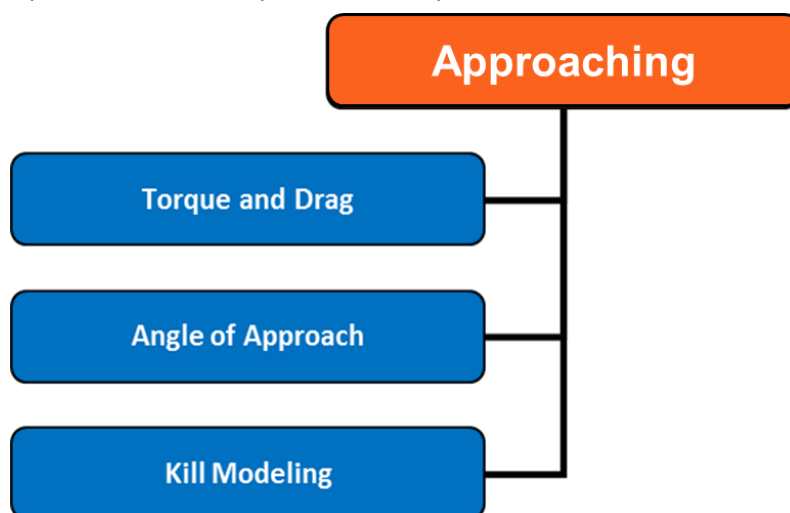 Approaching
Torque and Drag
Angle of Approach
Kill Modeling